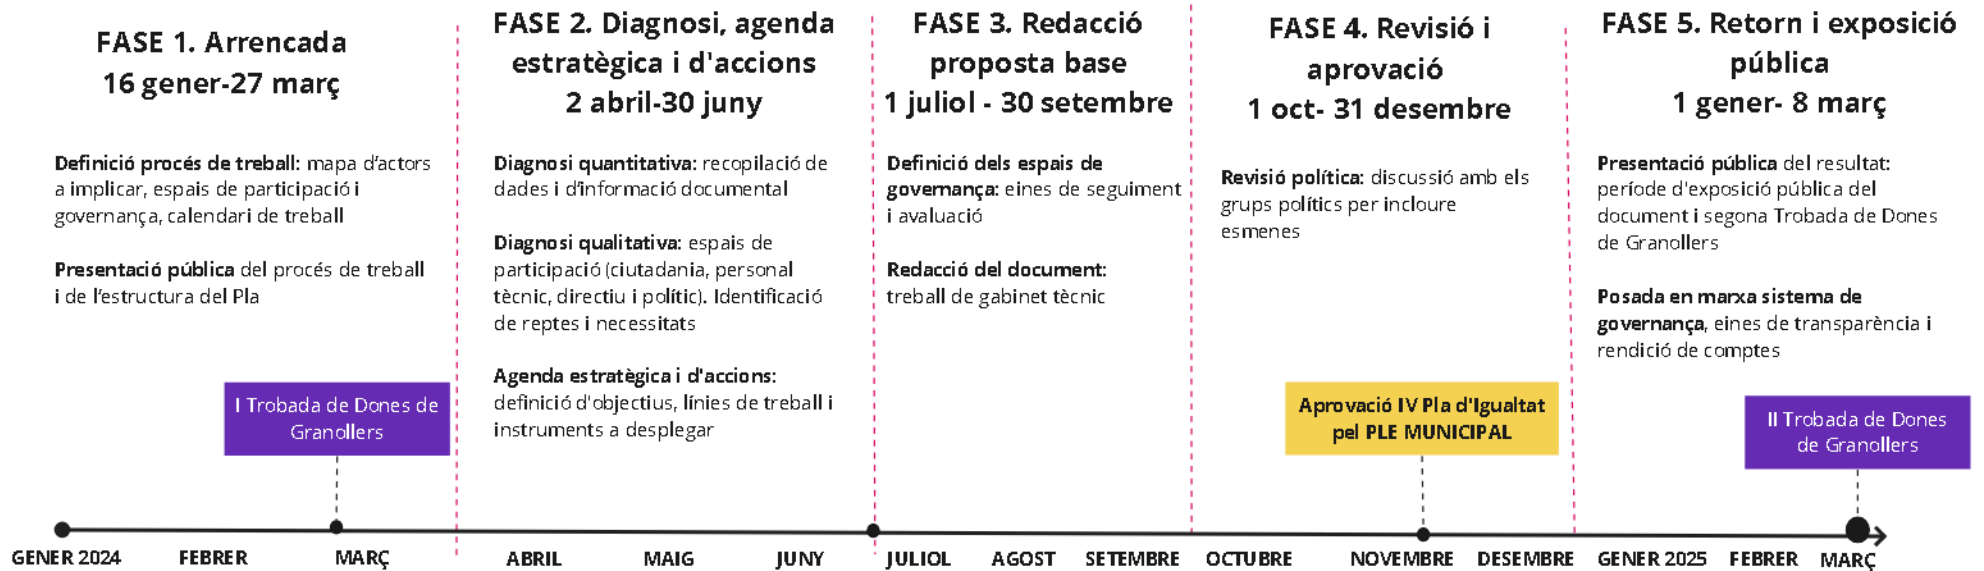 FASE 1. Arrencada
16 gener-27 març
Definició procés de treball: mapa d'actors
a implicar, espais de participació i
governança, calendari de treball
Presentació pública del procés de treball
i de l'estructura del Pla
I Trobada de Dones de
Granollers
FASE 2. Diagnosi, agenda
estratègica i d'accions
2 abril-30 juny
Diagnosi quantitativa: recopilació de
dades i d'informació documental
Diagnosi qualitativa: espais de
participació (ciutadania, personal
tècnic, directiu i polític). Identificació
de reptes i necessitats
Agenda estratègica i d'accions:
definició d'objectius, línies de treball i
instruments a desplegar
FASE 3. Redacció
proposta base
1 juliol - 30 setembre
Definició dels espais de
governança: eines de seguiment
i avaluació
Redacció del document:
treball de gabinet tècnic
FASE 4. Revisió i
aprovació
1 oct- 31 desembre
Revisió política: discussió amb els
grups polítics per incloure
esmenes
Aprovació IV Pla d'Igualtat
pel PLE MUNICIPAL
FASE 5. Retorn i exposició
pública
1 gener- 8 març
Presentació pública del resultat:
període d'exposició pública del
document i segona Trobada de Dones
de Granollers
Posada en marxa sistema de
governança, eines de transparència i
rendició de comptes
II Trobada de Dones
de Granollers
GENER 2024 FEBRER MARÇ ABRIL MAIG JUNY JULIOL AGOST SETEMBRE OCTUBRE NOVEMBRE DESEMBRE GENER 2025 FEBRER MARÇ